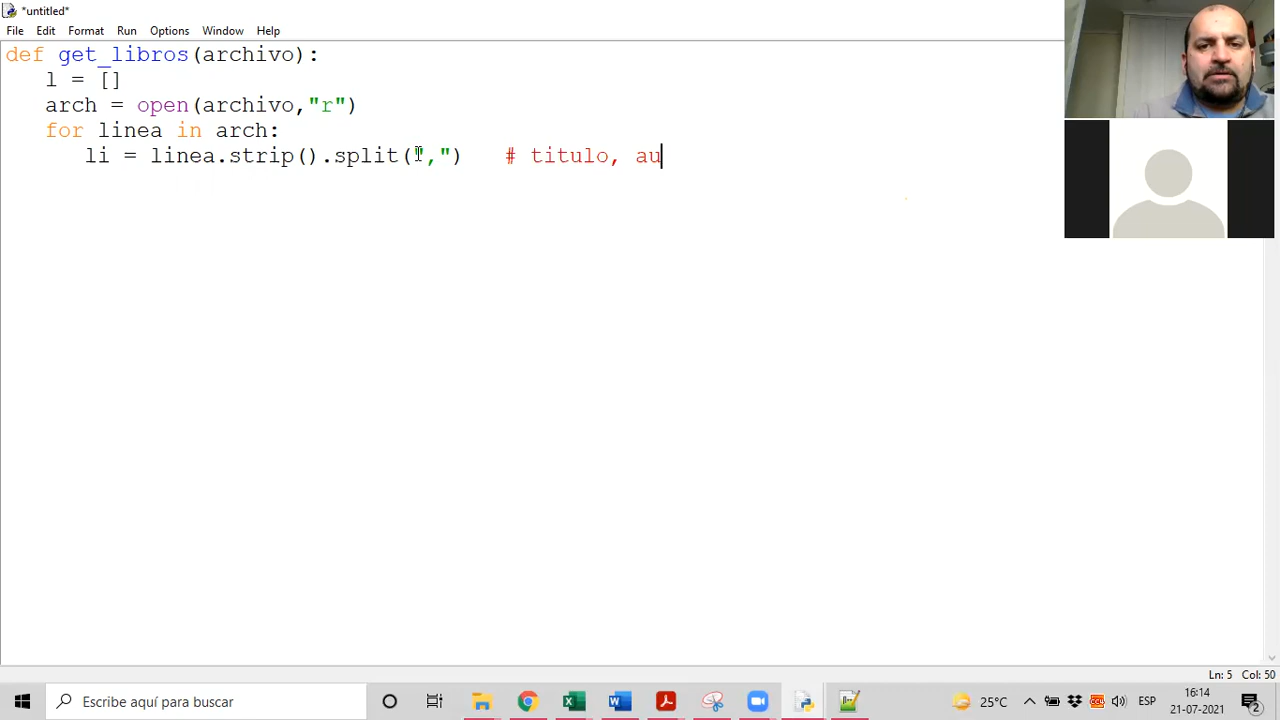 *untitled*
File Edit Format Run Options Window Help
def get_libros(archivo):
l = []
arch = open(archivo,"r")
for linea in arch:
li = linea.strip().split(",") # titulo, au
Ln: 5 Col: 50
Escribe aquí para buscar
25°C
ESP
16:14
21-07-2021
2